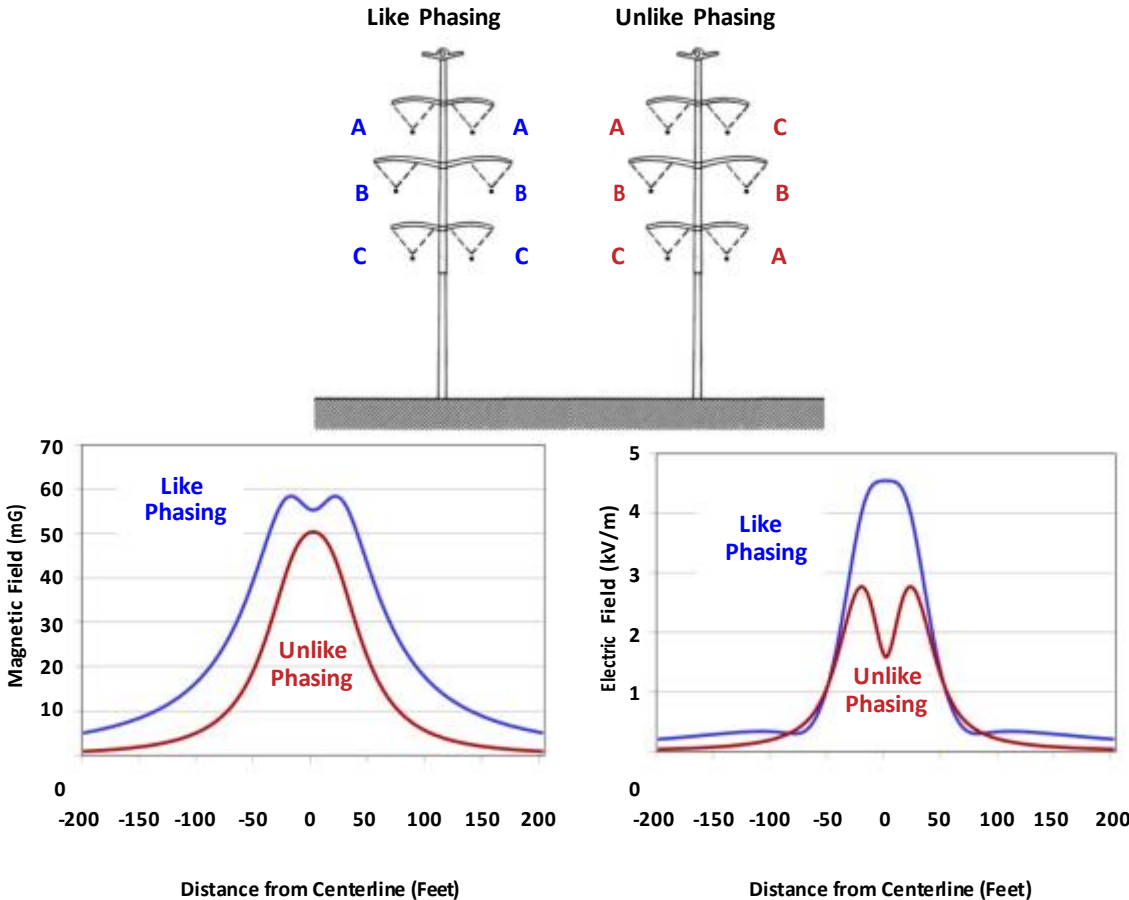 Like Phasing
Unlike Phasing
A A
A C
B B
B B
C C
C A
70
60
50
40
30
20
10
0
Magnetic Field (mG)
Like
Phasing
Unlike
Phasing
-200 -150 -100 -50 0 50 100 150 200
Distance from Centerline (Feet)
5
4
3
2
1
0
Electric Field (kV/m)
Like
Phasing
Unlike
Phasing
-200 -150 -100 -50 0 50 100 150 200
Distance from Centerline (Feet)